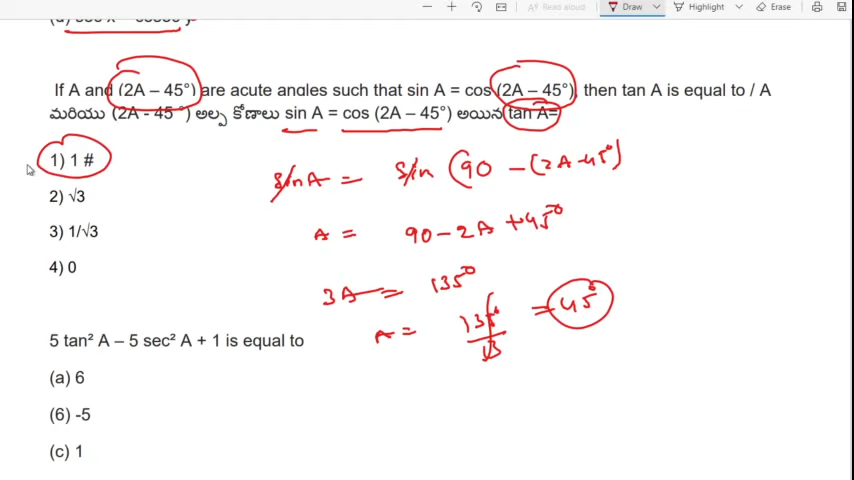 Read aloud
Draw
Highlight
Erase
If A and (2A – 45°) are acute angles such that sin A = cos (2A – 45°), then tan A is equal to / A
మరియు (2A - 45 °) అల్ప కోణాలు sin A = cos (2A – 45°) అయిన tan A=
1) 1 #
2) √3
3) 1/√3
4) 0
sinA = sin (90 – (2A-45°)
A = 90 – 2A + 45°
3A = 135°
A = 135°/3 = 45°
5 tan² A – 5 sec² A + 1 is equal to
(a) 6
(6) -5
(c) 1